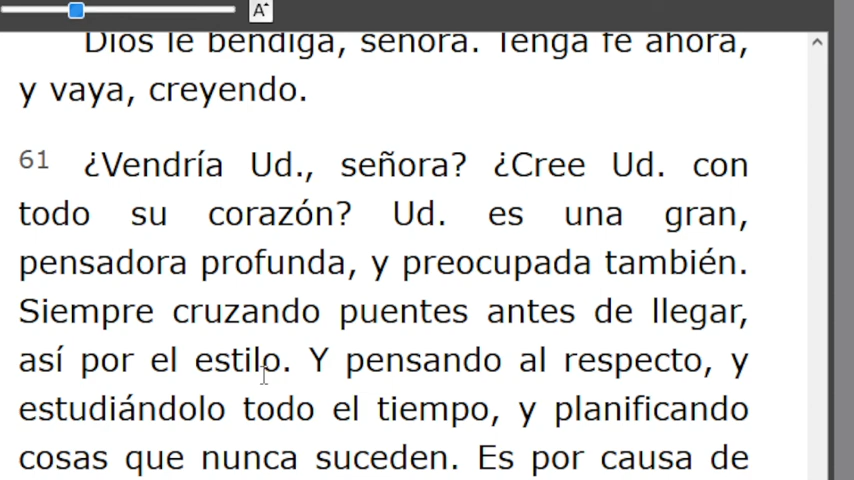 A
Dios le bendiga, señora. Tenga fe ahora,
y vaya, creyendo.
61 ¿Vendría Ud., señora? ¿Cree Ud. con
todo su corazón? Ud. es una gran,
pensadora profunda, y preocupada también.
Siempre cruzando puentes antes de llegar,
así por el estilo. Y pensando al respecto, y
estudiándolo todo el tiempo, y planificando
cosas que nunca suceden. Es por causa de